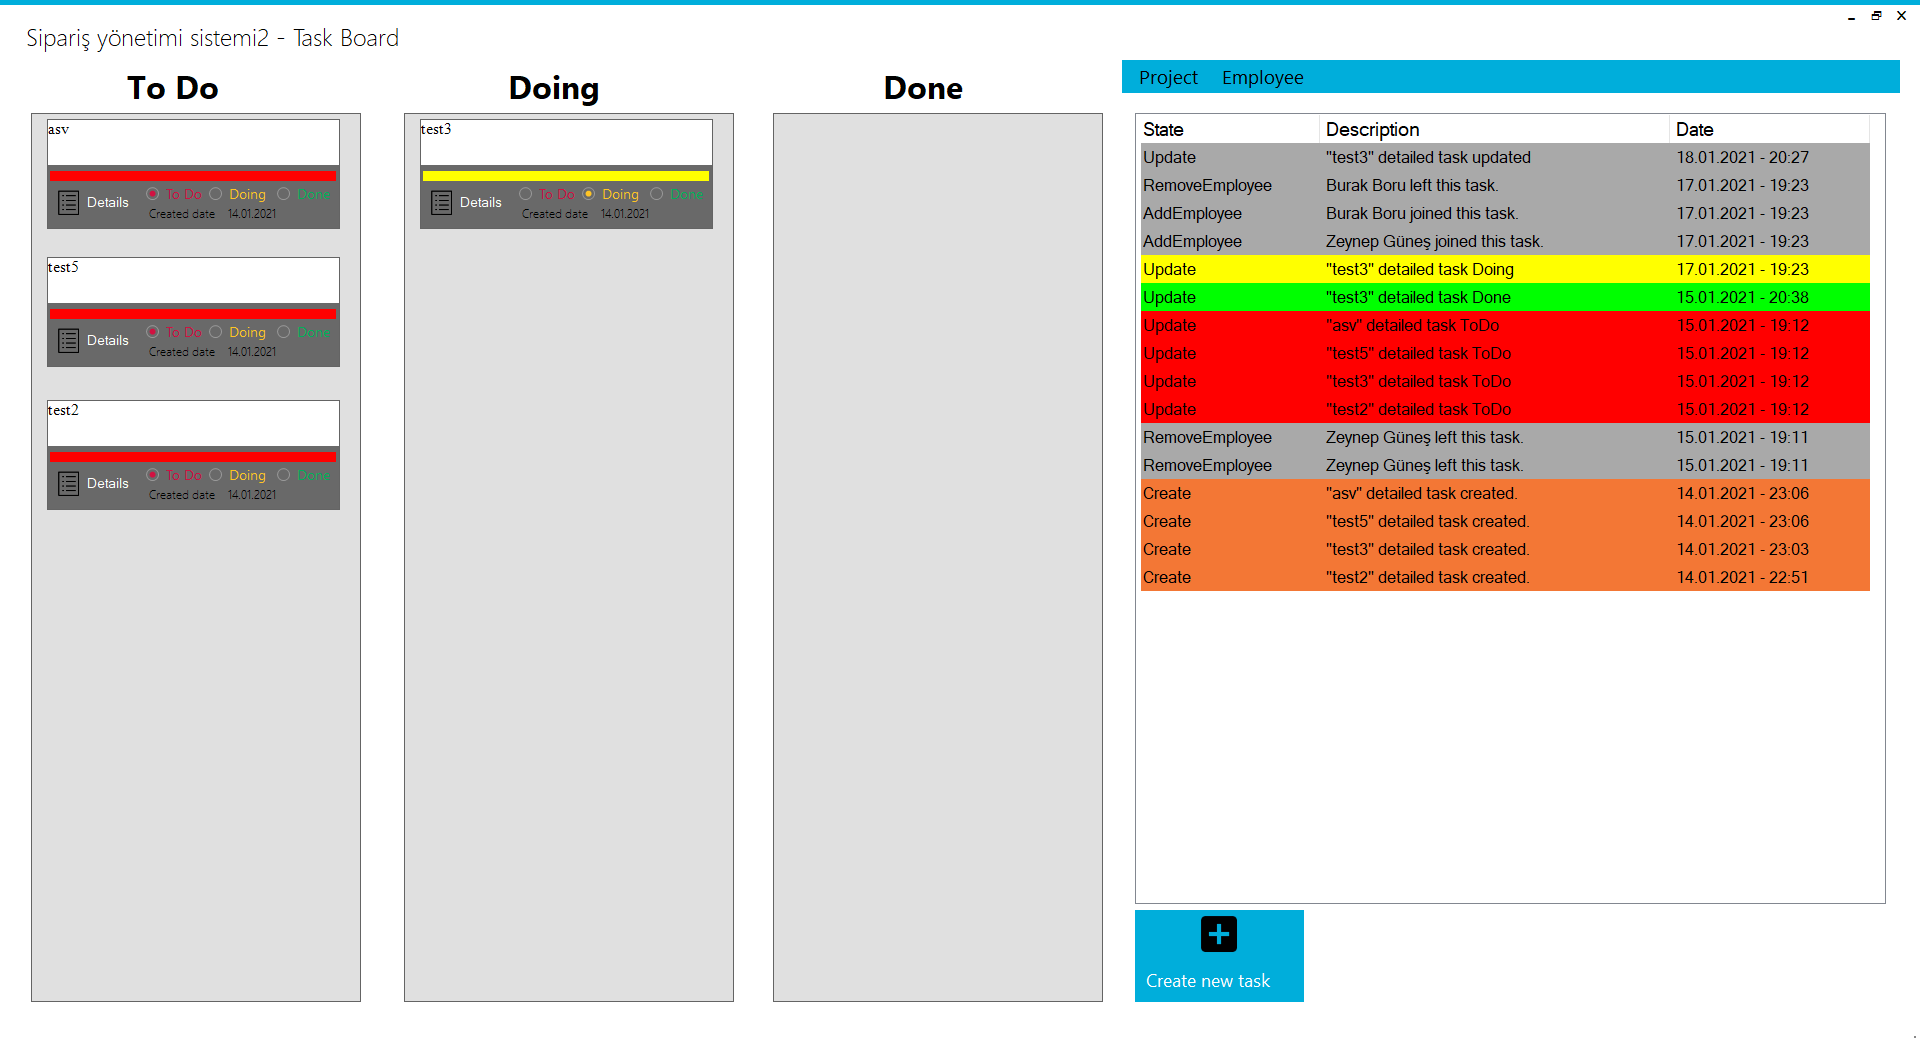 Sipariş yönetimi sistemi2 - Task Board
To Do
asv
Details
To Do Doing Done
Created date 14.01.2021
test5
Details
To Do Doing Done
Created date 14.01.2021
test2
Details
To Do Doing Done
Created date 14.01.2021
Doing
test3
Details
To Do Doing Done
Created date 14.01.2021
Done
Project Employee
State Description Date
Update "test3" detailed task updated 18.01.2021 - 20:27
RemoveEmployee Burak Boru left this task. 17.01.2021 - 19:23
AddEmployee Burak Boru joined this task. 17.01.2021 - 19:23
AddEmployee Zeynep Güneş joined this task. 17.01.2021 - 19:23
Update "test3" detailed task Doing 17.01.2021 - 19:23
Update "test3" detailed task Done 15.01.2021 - 20:38
Update "asv" detailed task ToDo 15.01.2021 - 19:12
Update "test5" detailed task ToDo 15.01.2021 - 19:12
Update "test3" detailed task ToDo 15.01.2021 - 19:12
Update "test2" detailed task ToDo 15.01.2021 - 19:12
RemoveEmployee Zeynep Güneş left this task. 15.01.2021 - 19:11
RemoveEmployee Zeynep Güneş left this task. 15.01.2021 - 19:11
Create "asv" detailed task created. 14.01.2021 - 23:06
Create "test5" detailed task created. 14.01.2021 - 23:06
Create "test3" detailed task created. 14.01.2021 - 23:03
Create "test2" detailed task created. 14.01.2021 - 22:51
Create new task